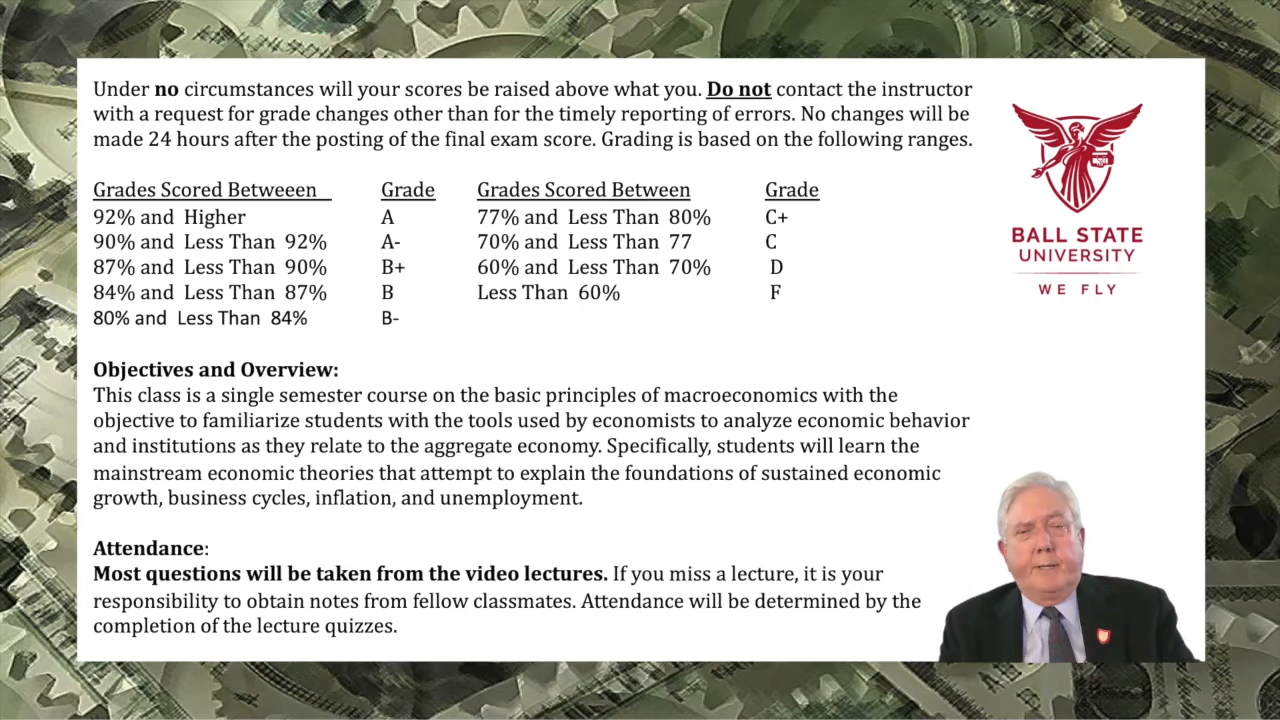 Under no circumstances will your scores be raised above what you. Do not contact the instructor
with a request for grade changes other than for the timely reporting of errors. No changes will be
made 24 hours after the posting of the final exam score. Grading is based on the following ranges.
Grades Scored Betweeen Grade Grades Scored Between Grade
92% and Higher A 77% and Less Than 80% C+
90% and Less Than 92% A- 70% and Less Than 77 C
87% and Less Than 90% B+ 60% and Less Than 70% D
84% and Less Than 87% B Less Than 60% F
80% and Less Than 84% B-
Objectives and Overview:
This class is a single semester course on the basic principles of macroeconomics with the
objective to familiarize students with the tools used by economists to analyze economic behavior
and institutions as they relate to the aggregate economy. Specifically, students will learn the
mainstream economic theories that attempt to explain the foundations of sustained economic
growth, business cycles, inflation, and unemployment.
Attendance:
Most questions will be taken from the video lectures. If you miss a lecture, it is your
responsibility to obtain notes from fellow classmates. Attendance will be determined by the
completion of the lecture quizzes.
BALL STATE
UNIVERSITY
WE FLY